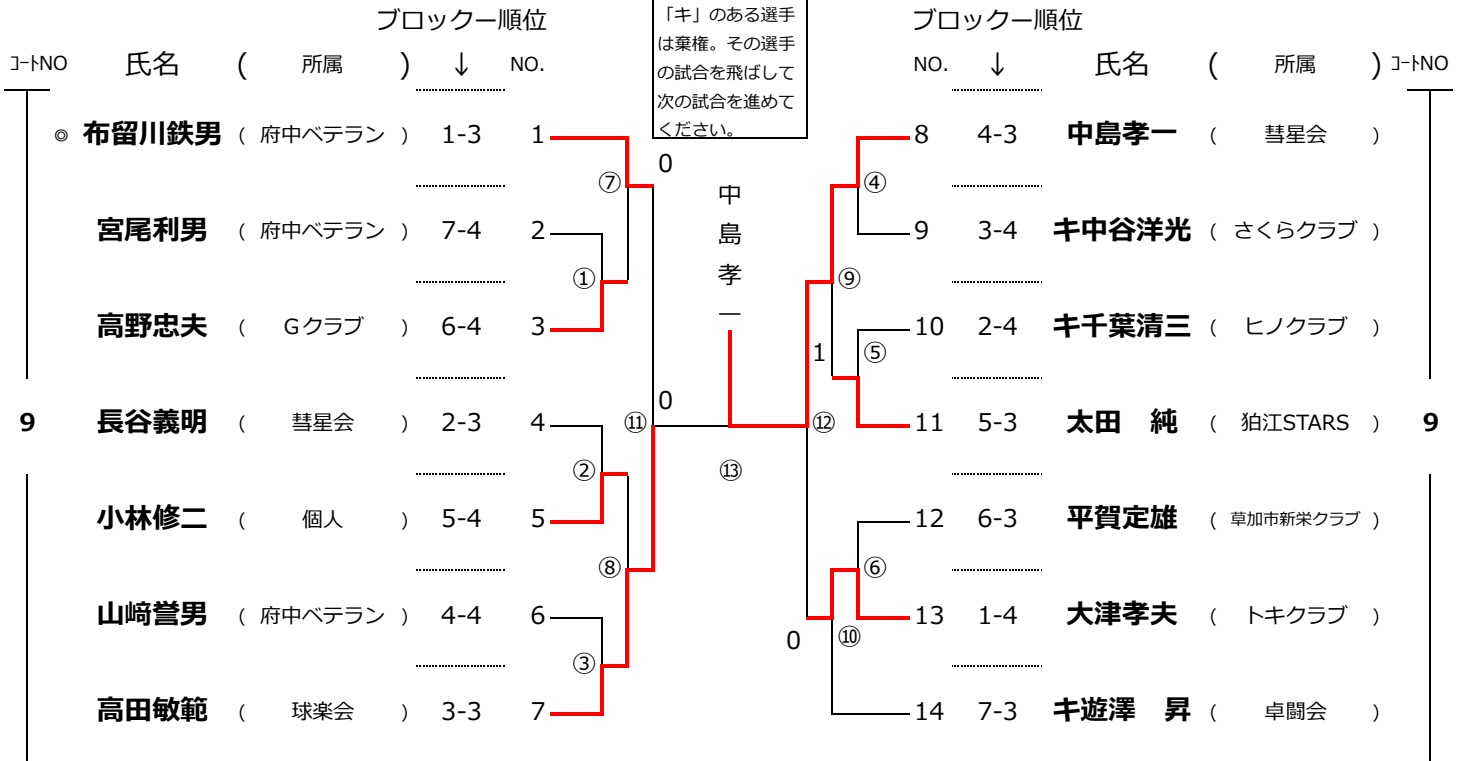 ブロックー順位
「キ」のある選手
は棄権。その選手
の試合を飛ばして
次の試合を進めて
ください。
ブロックー順位
ｺｰﾄNO 氏名 ( 所属 ) ↓ NO.
NO. ↓ 氏名 ( 所属 ) ｺｰﾄNO
◎ 布留川鉄男 ( 府中ベテラン ) 1-3 1
8 4-3 中島孝一 ( 彗星会 )
0
⑦
④
中島孝一
宮尾利男 ( 府中ベテラン ) 7-4 2
9 3-4 キ中谷洋光 ( さくらクラブ )
①
⑨
高野忠夫 ( Gクラブ ) 6-4 3
10 2-4 キ千葉清三 ( ヒノクラブ )
1
⑤
0
9 長谷義明 ( 彗星会 ) 2-3 4
⑪
⑫
11 5-3 太田 純 ( 狛江STARS ) 9
②
⑬
小林修二 ( 個人 ) 5-4 5
12 6-3 平賀定雄 ( 草加市新栄クラブ )
⑧
⑥
山﨑誉男 ( 府中ベテラン ) 4-4 6
13 1-4 大津孝夫 ( トキクラブ )
0
⑩
③
高田敏範 ( 球楽会 ) 3-3 7
14 7-3 キ遊澤 昇 ( 卓闘会 )